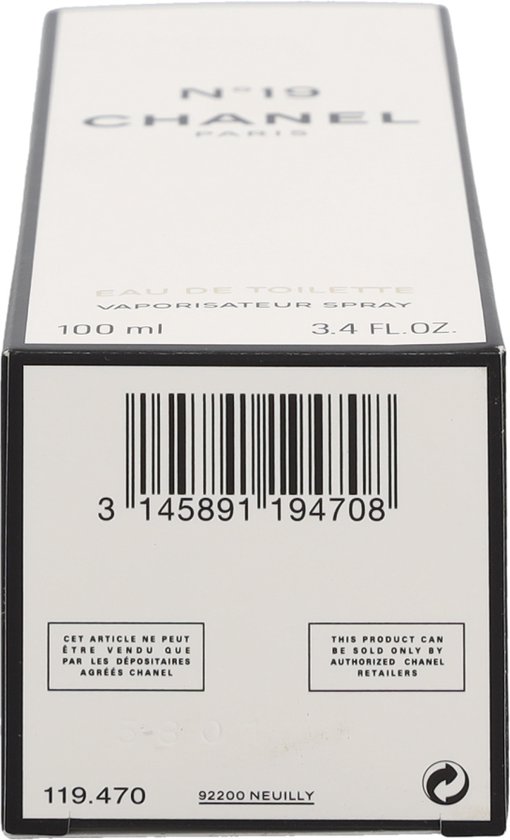 N°19
CHANEL
PARIS
EAU DE TOILETTE
VAPORISATEUR SPRAY
100 ml 3.4 FL.OZ.
3 145891 194708
CET ARTICLE NE PEUT
ÊTRE VENDU QUE
PAR LES DÉPOSITAIRES
AGRÉÉS CHANEL
THIS PRODUCT CAN
BE SOLD ONLY BY
AUTHORIZED CHANEL
RETAILERS
119.470 92200 NEUILLY